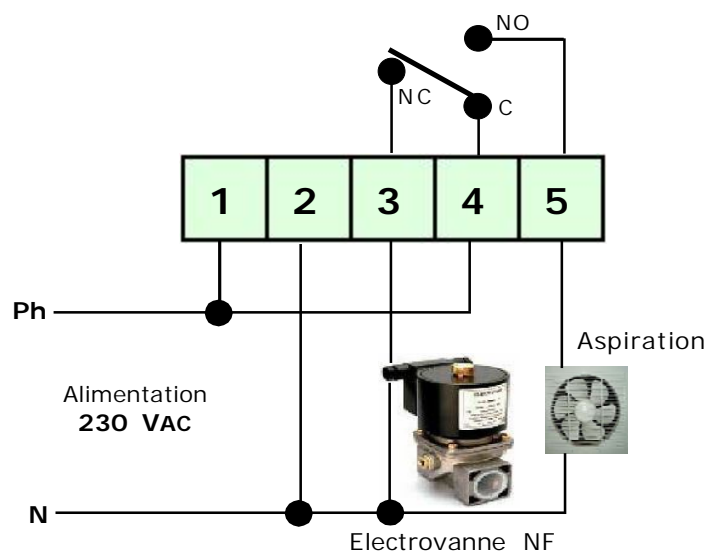 NO
NC
C
1 2 3 4 5
Ph
Aspiration
Alimentation
230 VAC
N
Electrovanne NF